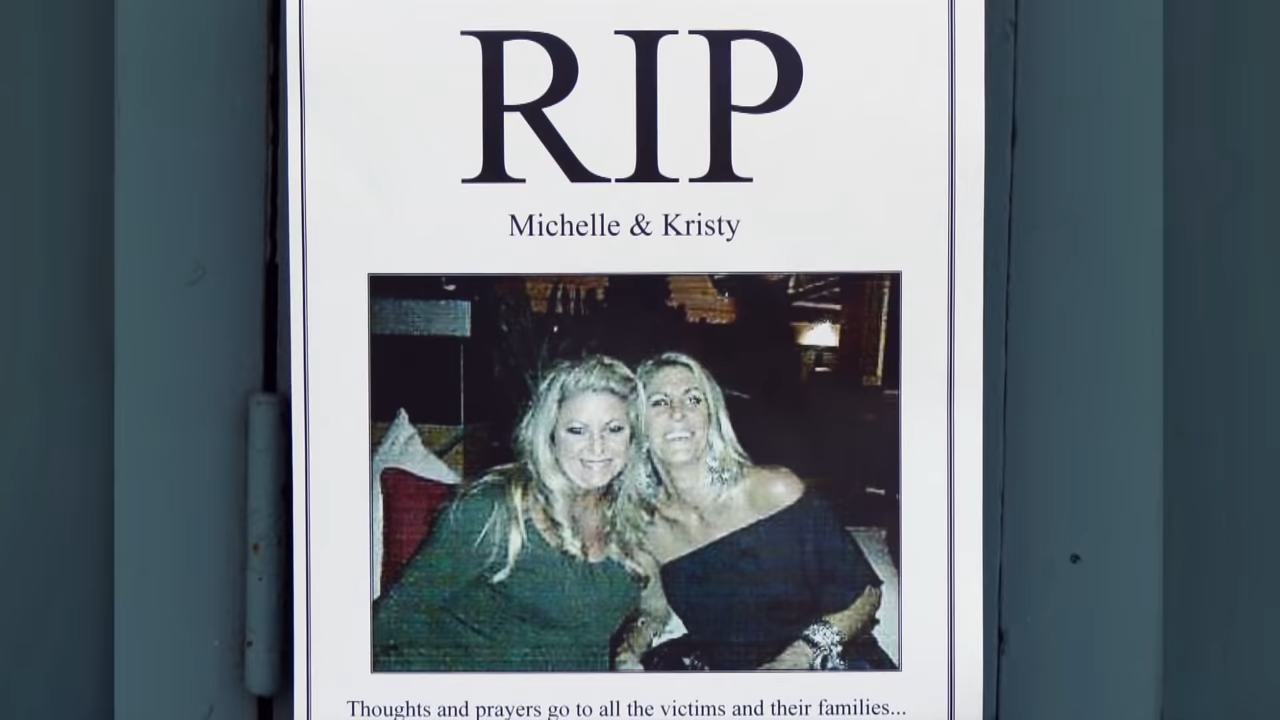 RIP
Michelle & Kristy
Thoughts and prayers go to all the victims and their families...